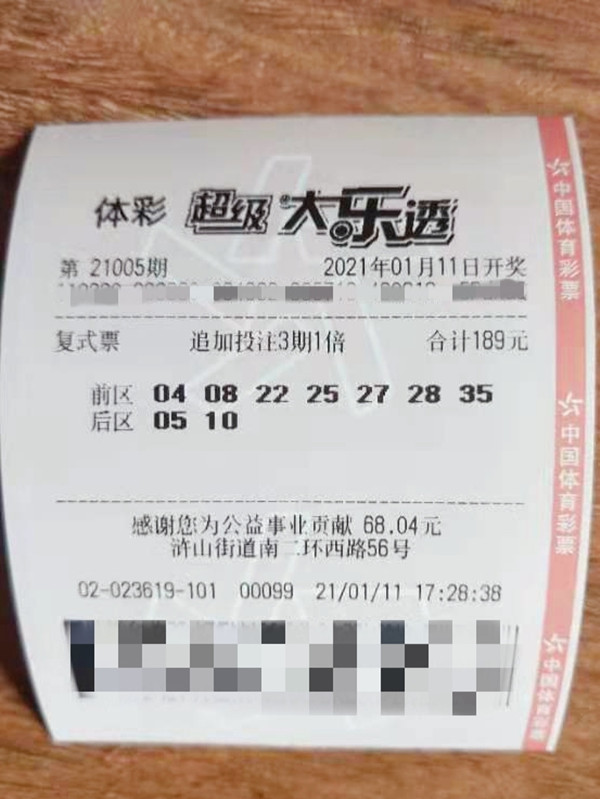 体彩 超级大乐透
第 21005期 2021年01月11日开奖
复式票 追加投注3期1倍 合计189元
前区 04 08 22 25 27 28 35
后区 05 10
感谢您为公益事业贡献 68.04元
浒山街道南二环西路56号
02-023619-101 00099 21/01/11 17:28:38
中国体育彩票
中国体育彩票
中国体育彩票